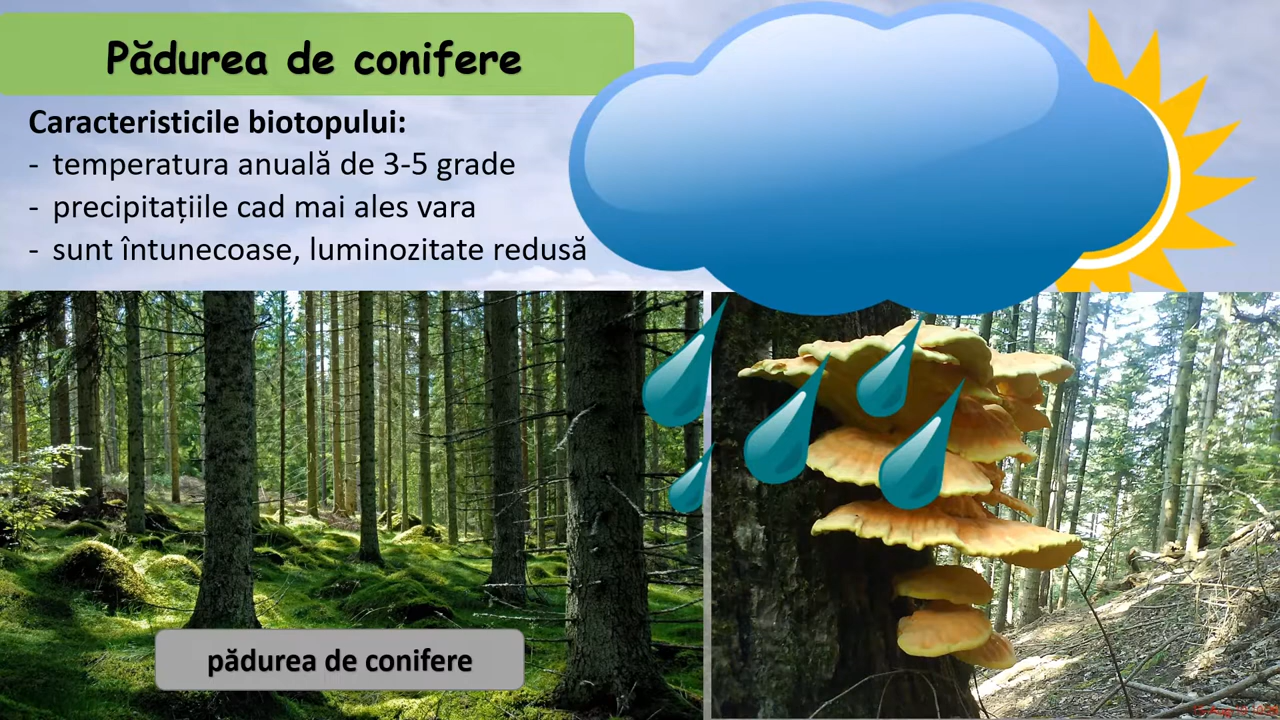 Pădurea de conifere
Caracteristicile biotopului:
- temperatura anuală de 3-5 grade
- precipitațiile cad mai ales vara
- sunt întunecoase, luminozitate redusă
pădurea de conifere